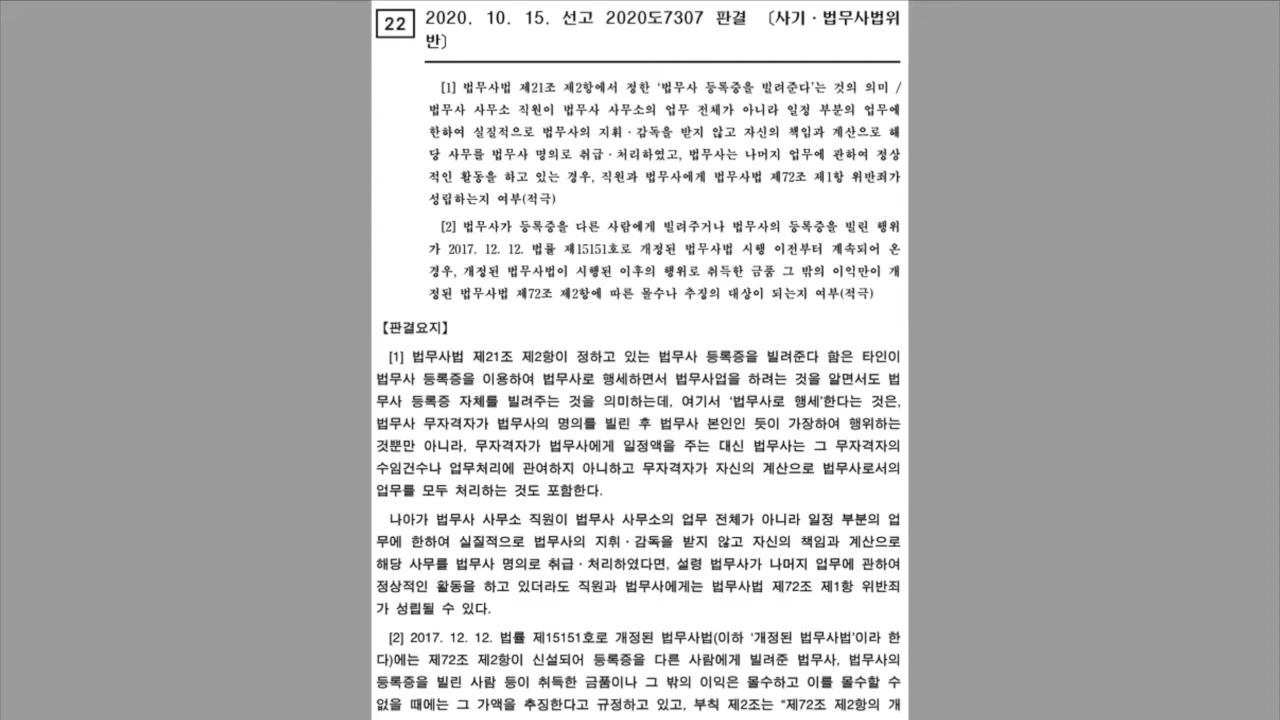 22 2020. 10. 15. 선고 2020도7307 판결 〔사기ㆍ법무사법위
반〕
[1] 법무사법 제21조 제2항에서 정한 ‘법무사 등록증을 빌려준다’는 것의 의미 /
법무사 사무소 직원이 법무사 사무소의 업무 전체가 아니라 일정 부분의 업무에
한하여 실질적으로 법무사의 지휘ㆍ감독을 받지 않고 자신의 책임과 계산으로 해
당 사무를 법무사 명의로 취급ㆍ처리하였고, 법무사는 나머지 업무에 관하여 정상
적인 활동을 하고 있는 경우, 직원과 법무사에게 법무사법 제72조 제1항 위반죄가
성립하는지 여부(적극)
[2] 법무사가 등록증을 다른 사람에게 빌려주거나 법무사의 등록증을 빌린 행위
가 2017. 12. 12. 법률 제15151호로 개정된 법무사법 시행 이전부터 계속되어 온
경우, 개정된 법무사법이 시행된 이후의 행위로 취득한 금품 그 밖의 이익만이 개
정된 법무사법 제72조 제2항에 따른 몰수나 추징의 대상이 되는지 여부(적극)
【판결요지】
[1] 법무사법 제21조 제2항이 정하고 있는 법무사 등록증을 빌려준다 함은 타인이
법무사 등록증을 이용하여 법무사로 행세하면서 법무사업을 하려는 것을 알면서도 법
무사 등록증 자체를 빌려주는 것을 의미하는데, 여기서 ‘법무사로 행세’한다는 것은,
법무사 무자격자가 법무사의 명의를 빌린 후 법무사 본인인 듯이 가장하여 행위하는
것뿐만 아니라, 무자격자가 법무사에게 일정액을 주는 대신 법무사는 그 무자격자의
수임건수나 업무처리에 관여하지 아니하고 무자격자가 자신의 계산으로 법무사로서의
업무를 모두 처리하는 것도 포함한다.
나아가 법무사 사무소 직원이 법무사 사무소의 업무 전체가 아니라 일정 부분의 업
무에 한하여 실질적으로 법무사의 지휘ㆍ감독을 받지 않고 자신의 책임과 계산으로
해당 사무를 법무사 명의로 취급ㆍ처리하였다면, 설령 법무사가 나머지 업무에 관하여
정상적인 활동을 하고 있더라도 직원과 법무사에게는 법무사법 제72조 제1항 위반죄
가 성립될 수 있다.
[2] 2017. 12. 12. 법률 제15151호로 개정된 법무사법(이하 ‘개정된 법무사법’이라 한
다)에는 제72조 제2항이 신설되어 등록증을 다른 사람에게 빌려준 법무사, 법무사의
등록증을 빌린 사람 등이 취득한 금품이나 그 밖의 이익은 몰수하고 이를 몰수할 수
없을 때에는 그 가액을 추징한다고 규정하고 있고, 부칙 제2조는 “제72조 제2항의 개